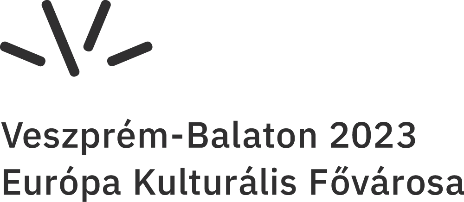 Veszprém-Balaton 2023
Európa Kulturális Fővárosa